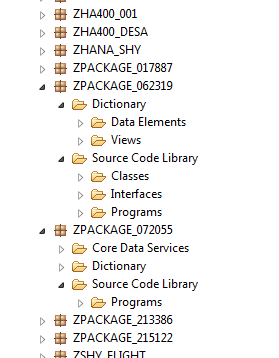 ZHA400_001
ZHA400_DESA
ZHANA_SHY
ZPACKAGE_017887
ZPACKAGE_062319
Dictionary
Data Elements
Views
Source Code Library
Classes
Interfaces
Programs
ZPACKAGE_072055
Core Data Services
Dictionary
Source Code Library
Programs
ZPACKAGE_213386
ZPACKAGE_215122
ZSHY_FLIGHT